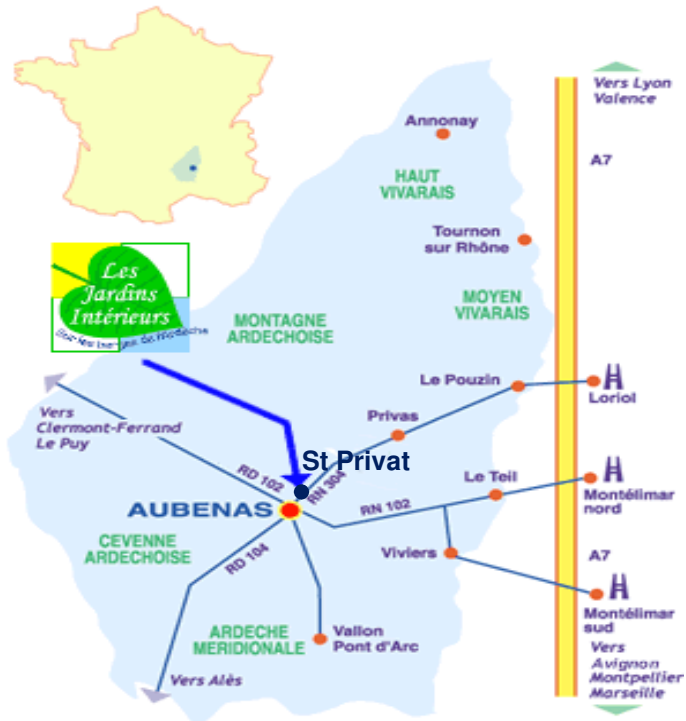 Vers Lyon
Valence
A7
Annonay
HAUT
VIVARAIS
Tournon
sur Rhône
Les
Jardins
Intérieurs
de l'Ardèche
MOYEN
VIVARAIS
MONTAGNE
ARDECHOISE
Le Pouzin
Loriol
Vers
Clermont-Ferrand
Le Puy
Privas
St Privat
RD 102
RN 304
Le Teil
Montélimar
nord
AUBENAS
RN 102
CEVENNE
ARDECHOISE
RD 104
Viviers
A7
Montélimar
sud
ARDECHE
MERIDIONALE
Vallon
Pont d'Arc
Vers
Avignon
Montpellier
Marseille
Vers Alès